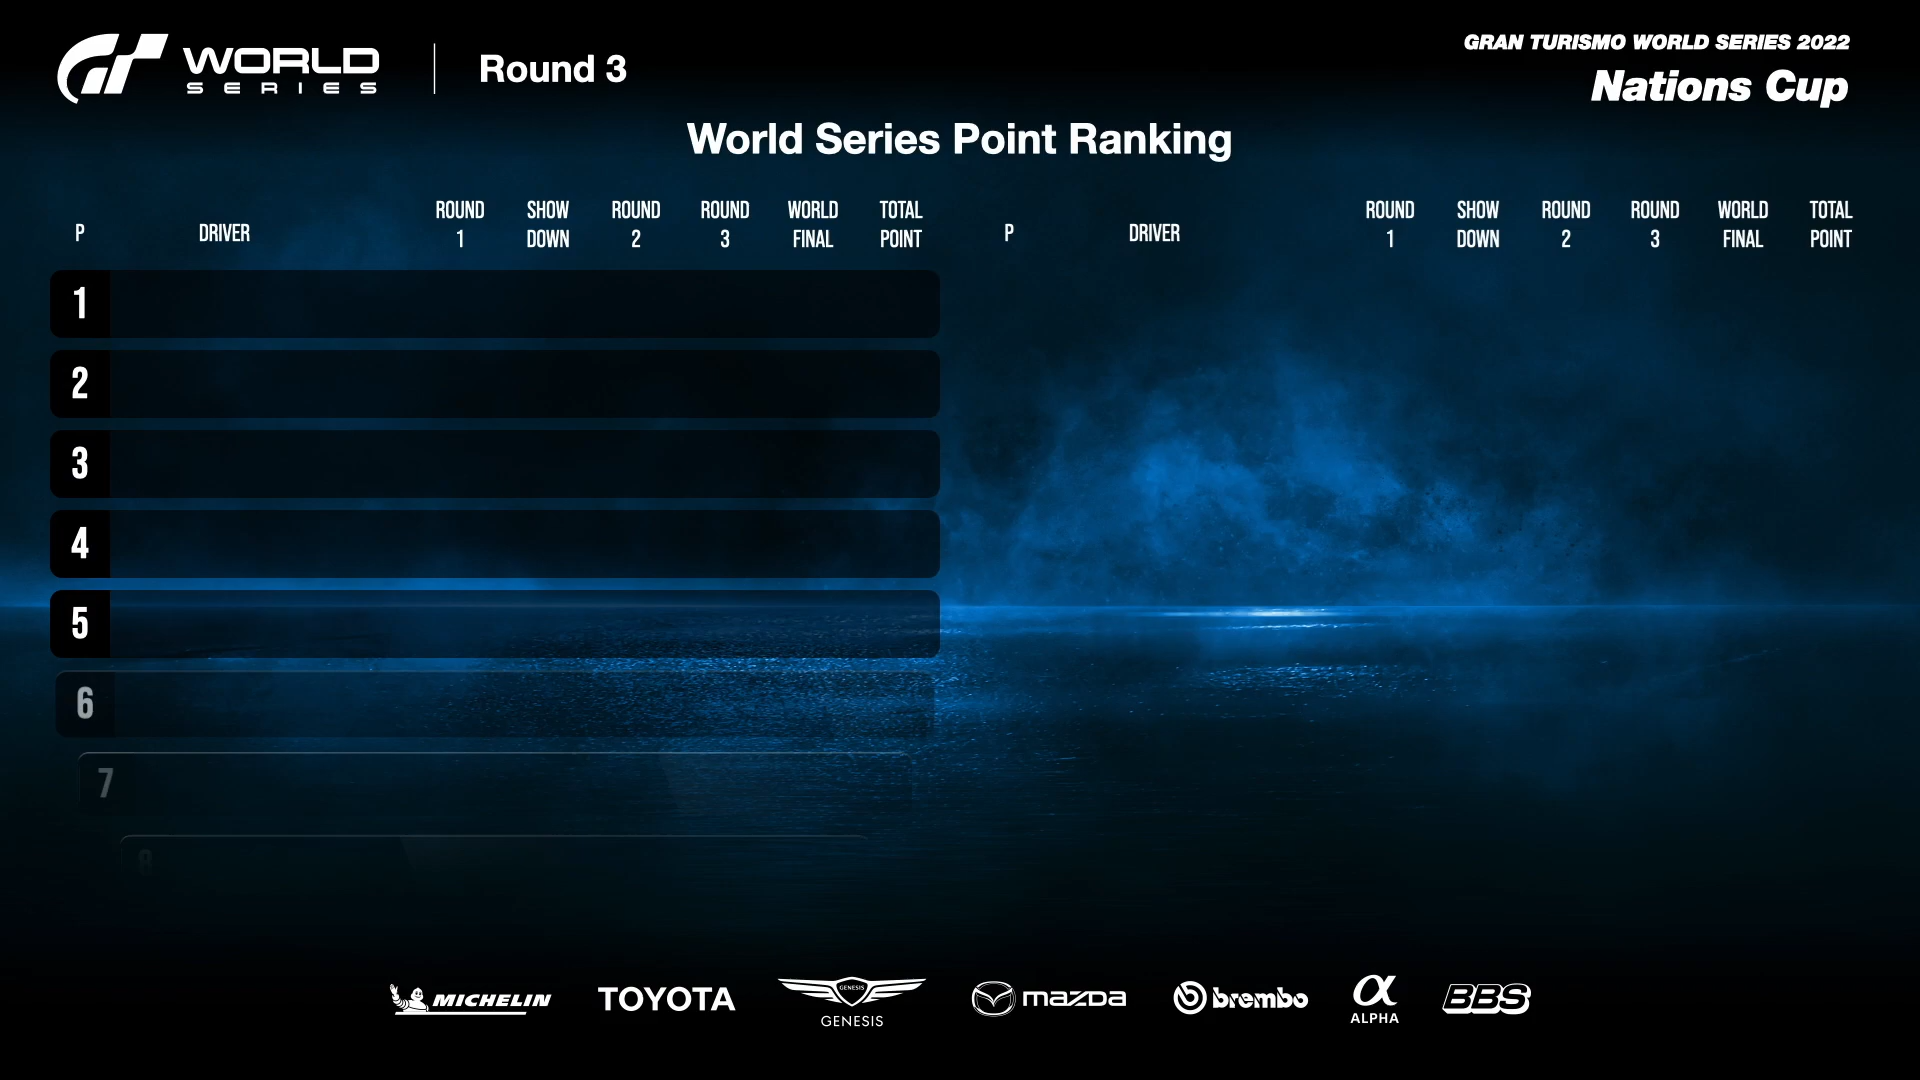 GT WORLD SERIES
Round 3
GRAN TURISMO WORLD SERIES 2022
Nations Cup
World Series Point Ranking
P DRIVER ROUND 1 SHOW DOWN ROUND 2 ROUND 3 WORLD FINAL TOTAL POINT
P DRIVER ROUND 1 SHOW DOWN ROUND 2 ROUND 3 WORLD FINAL TOTAL POINT
1
2
3
4
5
6
7
8
MICHELIN
TOYOTA
GENESIS
GENESIS
mazda
brembo
α
ALPHA
BBS